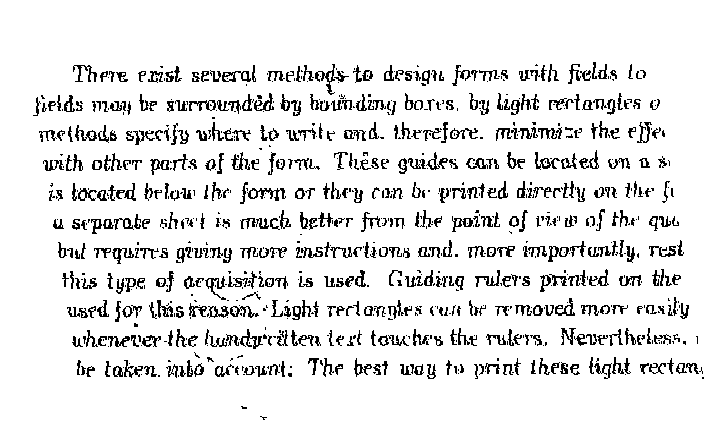 There exist several methods to design forms with fields to
fields may be surrounded by bounding boxes, by light rectangles o
methods specify where to write and, therefore, minimize the effe
with other parts of the form. These guides can be located on a s
is located below the form or they can be printed directly on the f
a separate sheet is much better from the point of view of the qua
but requires giving more instructions and, more importantly, rest
this type of acquisition is used. Guiding rulers printed on the
used for this reason. Light rectangles can be removed more easily
whenever the handwritten text touches the rulers. Nevertheless,
be taken into account: The best way to print these light rectan